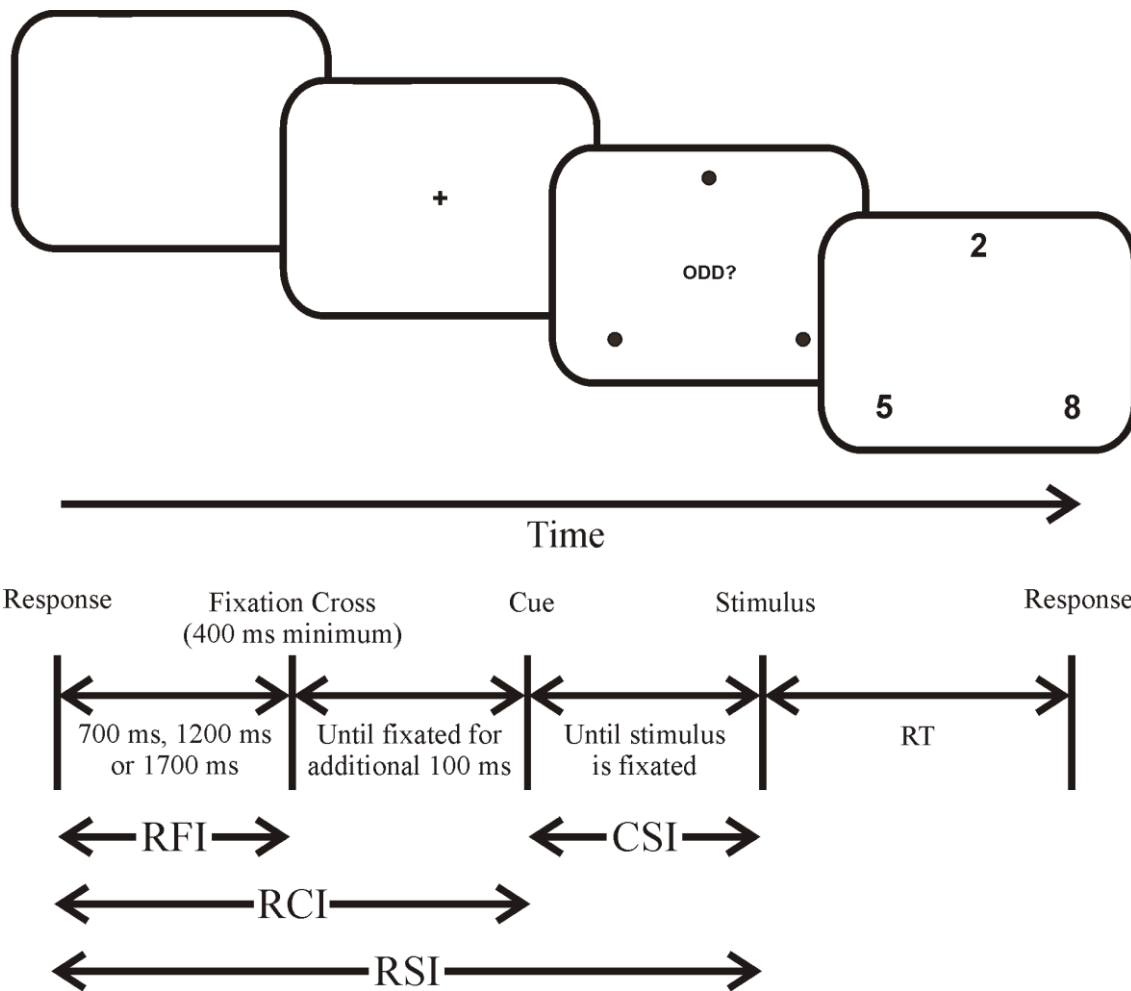 +
ODD?
2
5 8
Time
Response Fixation Cross Cue Stimulus Response
(400 ms minimum)
700 ms, 1200 ms Until fixated for Until stimulus RT
or 1700 ms additional 100 ms is fixated
RFI CSI
RCI
RSI